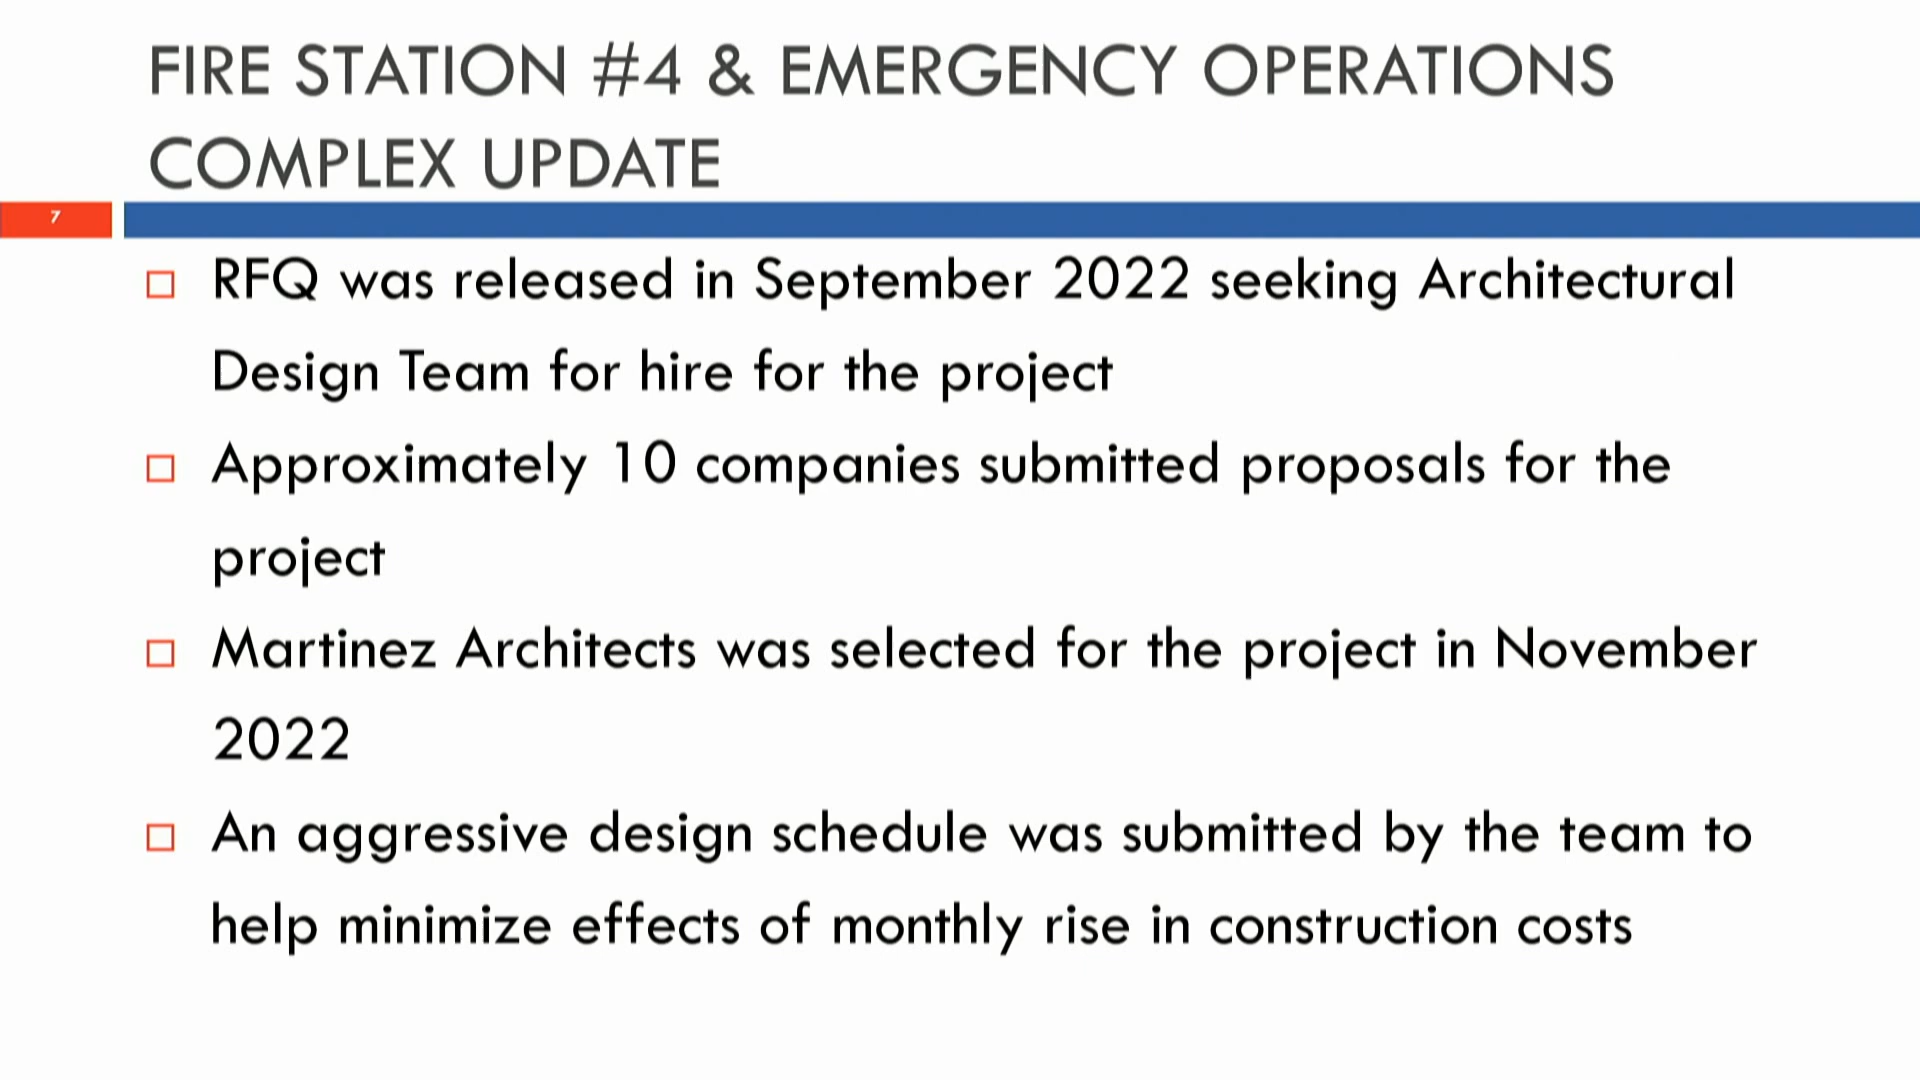 FIRE STATION #4 & EMERGENCY OPERATIONS
COMPLEX UPDATE
7
RFQ was released in September 2022 seeking Architectural
Design Team for hire for the project
Approximately 10 companies submitted proposals for the
project
Martinez Architects was selected for the project in November
2022
An aggressive design schedule was submitted by the team to
help minimize effects of monthly rise in construction costs